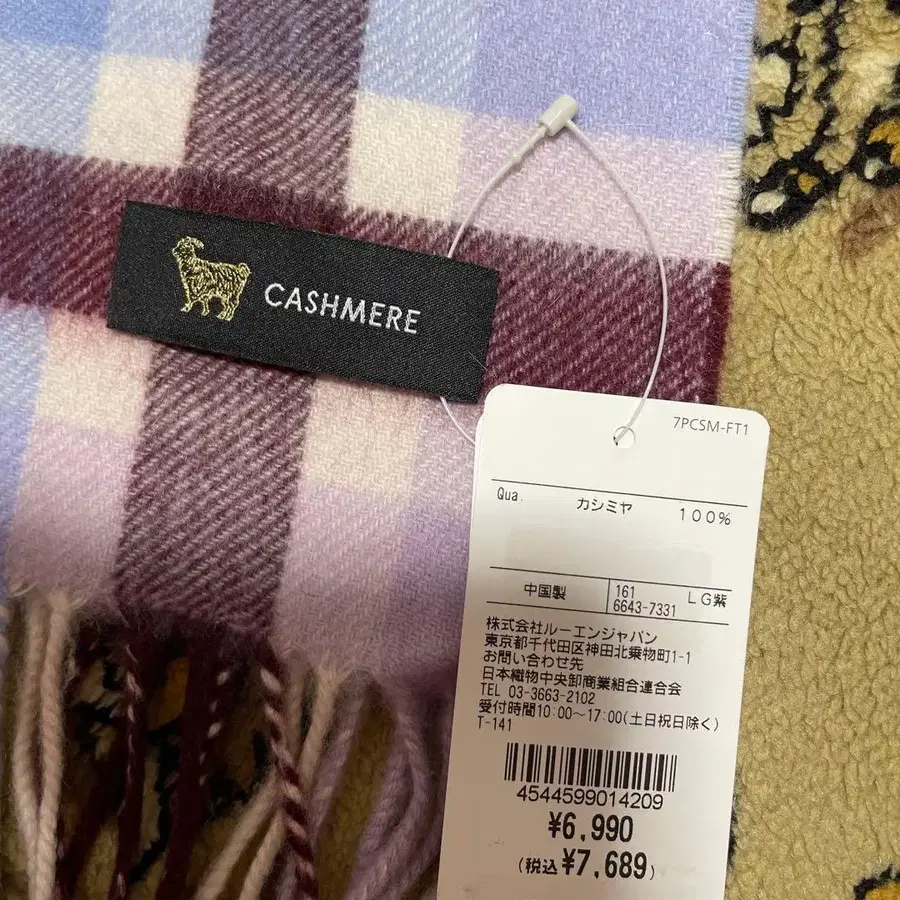 CASHMERE
7PCSM-FT1
Qua. カシミヤ 100%
中国製 161 6643-7331 LG紫
株式会社ルーエンジャパン
東京都千代田区神田北乗物町1-1
お問い合わせ先
日本織物中央卸商業組合連合会
TEL 03-3663-2102
受付時間10:00～17:00(土日祝日除く)
T-141
4544599014209
¥6,990
(税込¥7,689)